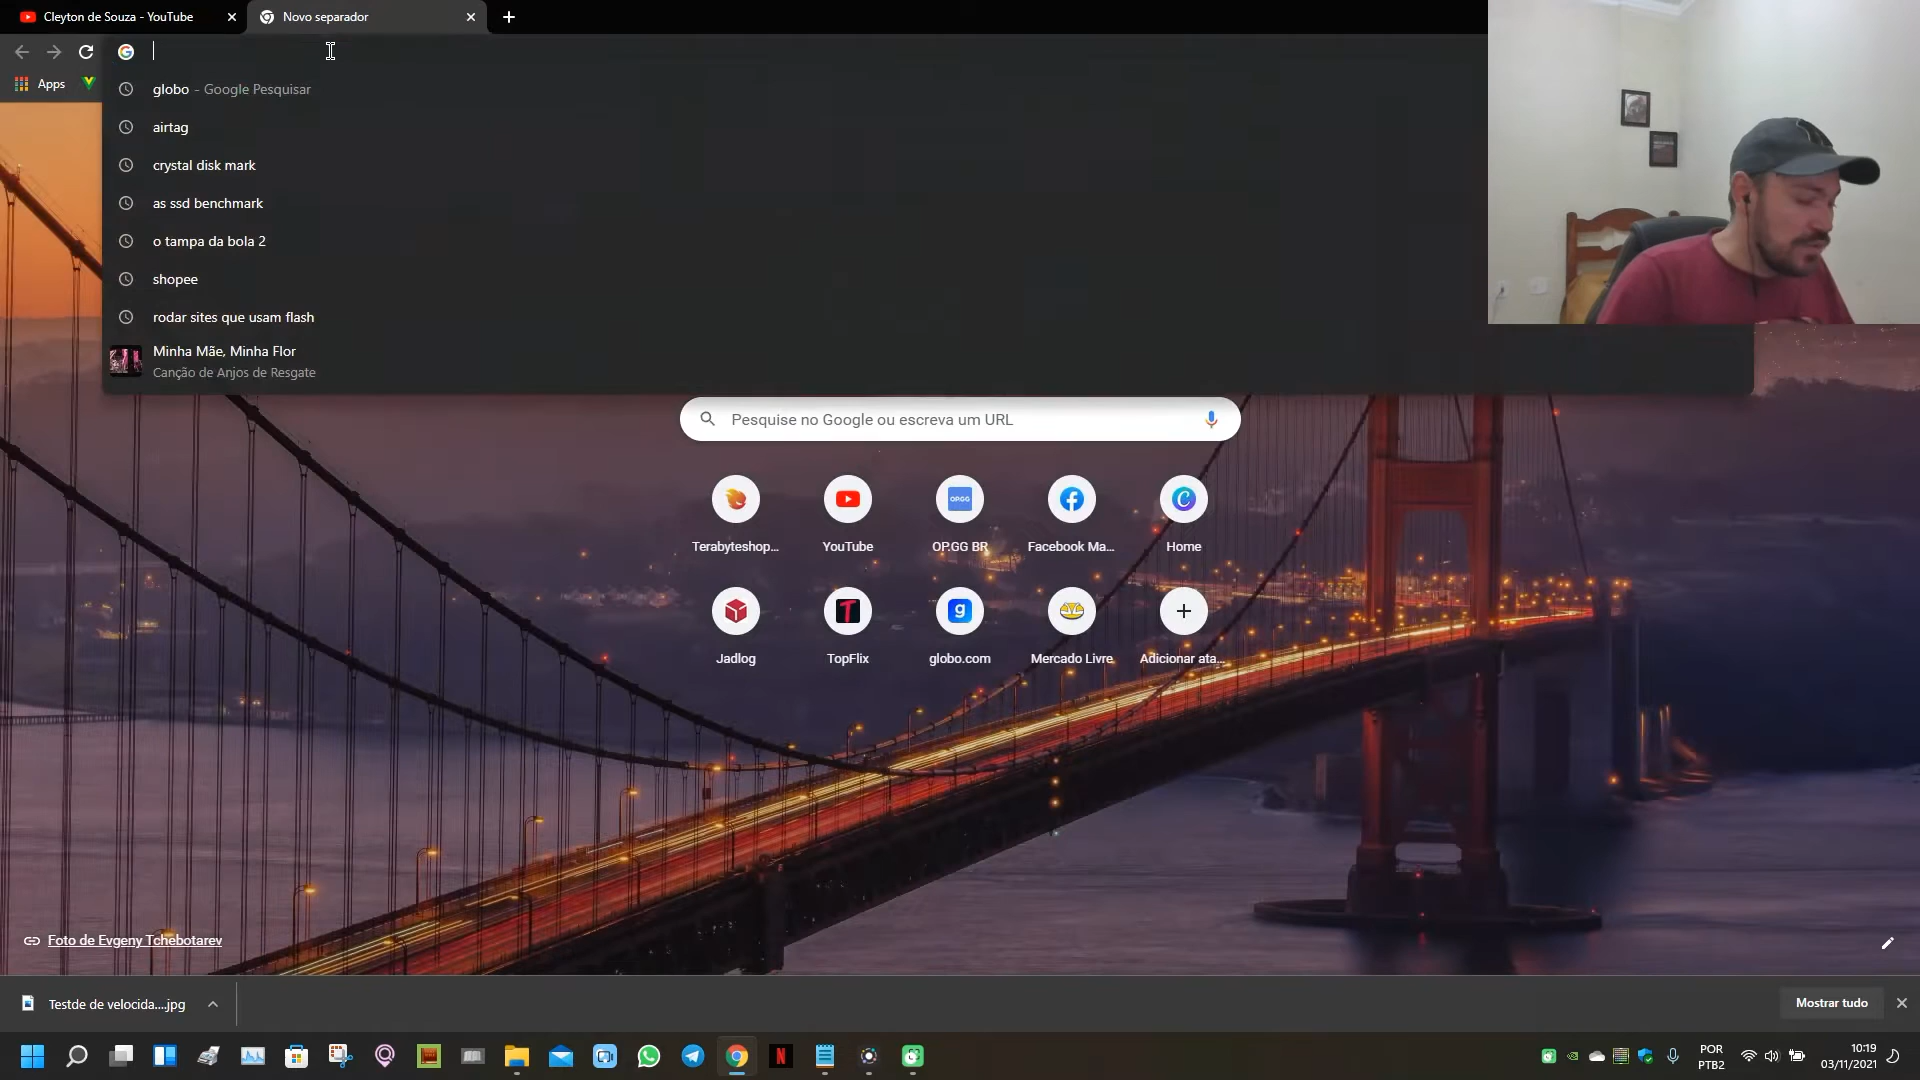 Cleyton de Souza - YouTube
Novo separador
Apps
globo - Google Pesquisar
airtag
crystal disk mark
as ssd benchmark
o tampa da bola 2
shopee
rodar sites que usam flash
Minha Mãe, Minha Flor
Canção de Anjos de Resgate
Pesquise no Google ou escreva um URL
OP.GG
Terabyteshop...
YouTube
OP.GG BR
Facebook Ma...
Home
Jadlog
TopFlix
globo.com
Mercado Livre
Adicionar ata...
Foto de Evgeny Tchebotarev
Testde de velocida....jpg
Mostrar tudo
POR
PTB2
10:19
03/11/2021